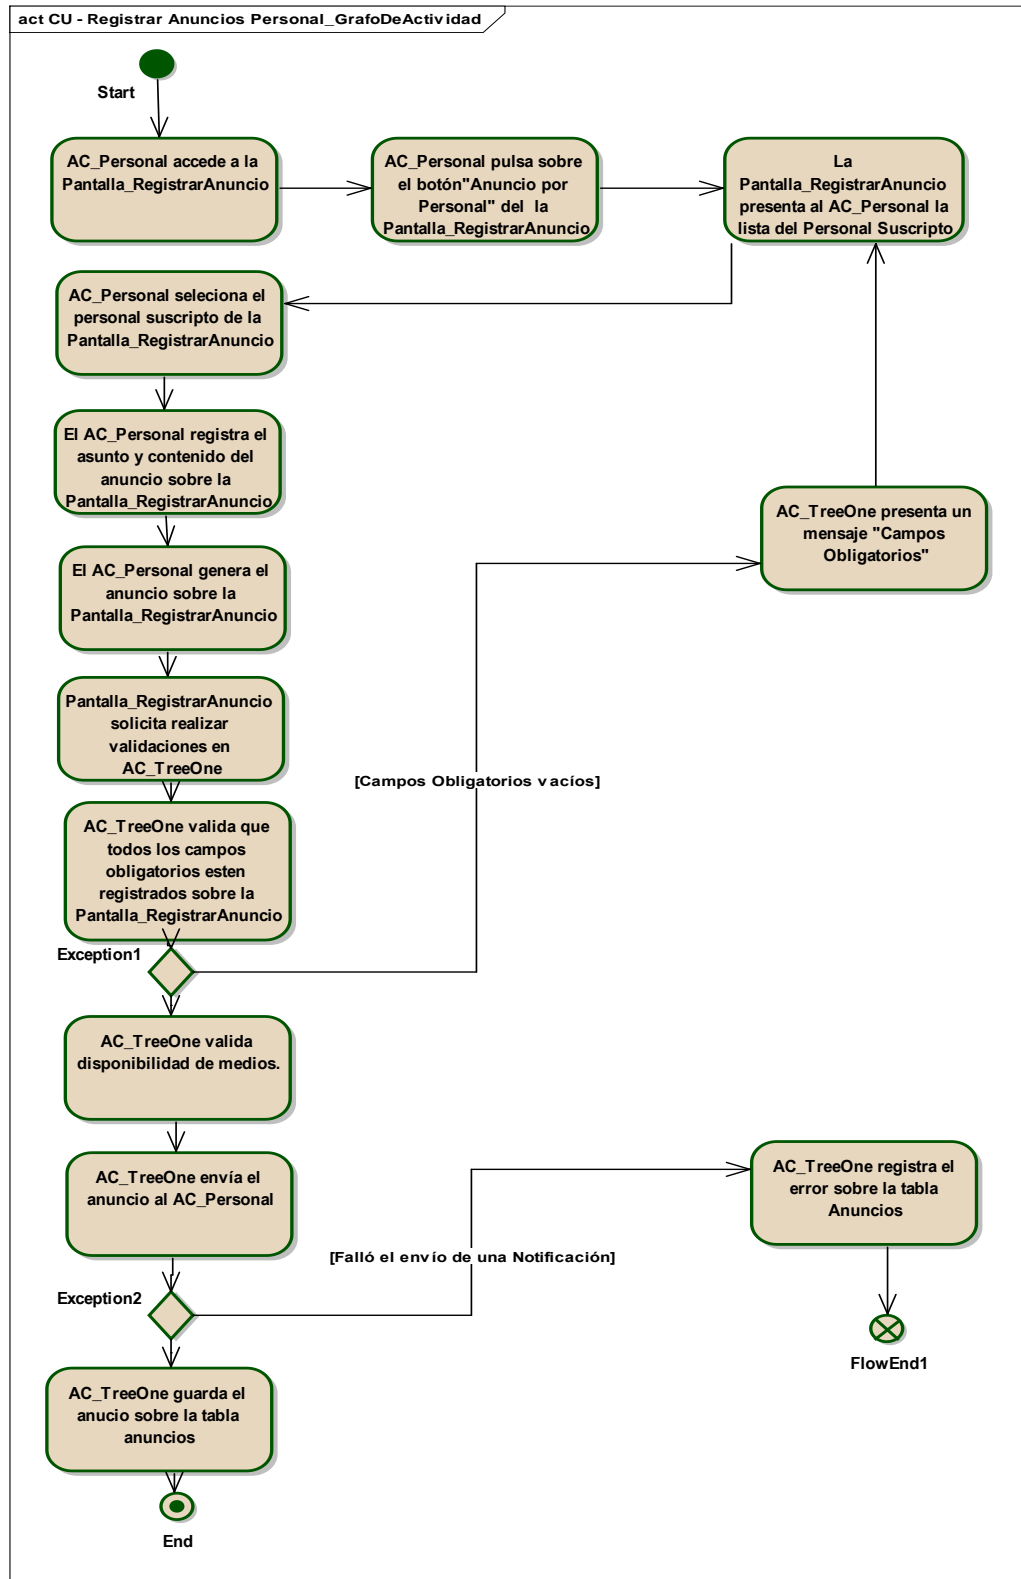 act CU - Registrar Anuncios Personal_GrafoDeActividad
Start
AC_Personal accede a la
Pantalla_RegistrarAnuncio
AC_Personal pulsa sobre
el botón"Anuncio por
Personal" del la
Pantalla_RegistrarAnuncio
La
Pantalla_RegistrarAnuncio
presenta al AC_Personal la
lista del Personal Suscripto
AC_Personal seleciona el
personal suscripto de la
Pantalla_RegistrarAnuncio
El AC_Personal registra el
asunto y contenido del
anuncio sobre la
Pantalla_RegistrarAnuncio
AC_TreeOne presenta un
mensaje "Campos
Obligatorios"
El AC_Personal genera el
anuncio sobre la
Pantalla_RegistrarAnuncio
Pantalla_RegistrarAnuncio
solicita realizar
validaciones en
AC_TreeOne
[Campos Obligatorios vacíos]
AC_TreeOne valida que
todos los campos
obligatorios esten
registrados sobre la
Pantalla_RegistrarAnuncio
Exception1
AC_TreeOne valida
disponibilidad de medios.
AC_TreeOne envía el
anuncio al AC_Personal
AC_TreeOne registra el
error sobre la tabla
Anuncios
[Falló el envío de una Notificación]
Exception2
FlowEnd1
AC_TreeOne guarda el
anucio sobre la tabla
anuncios
End